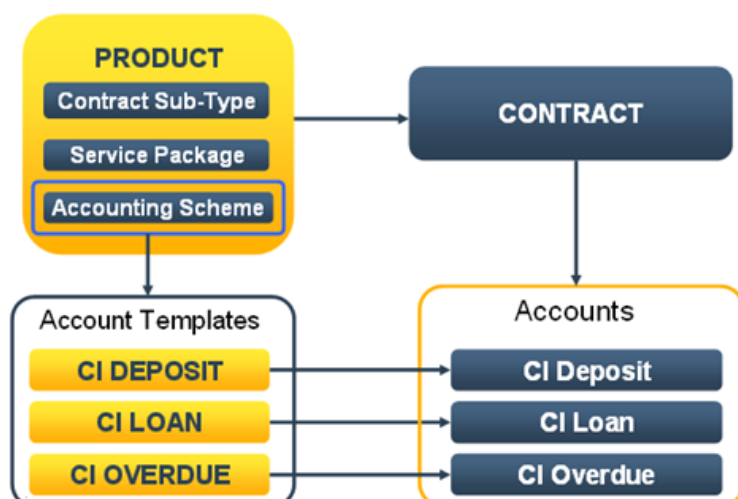 PRODUCT
Contract Sub-Type
Service Package
Accounting Scheme
CONTRACT
Account Templates
CI DEPOSIT
CI LOAN
CI OVERDUE
Accounts
CI Deposit
CI Loan
CI Overdue